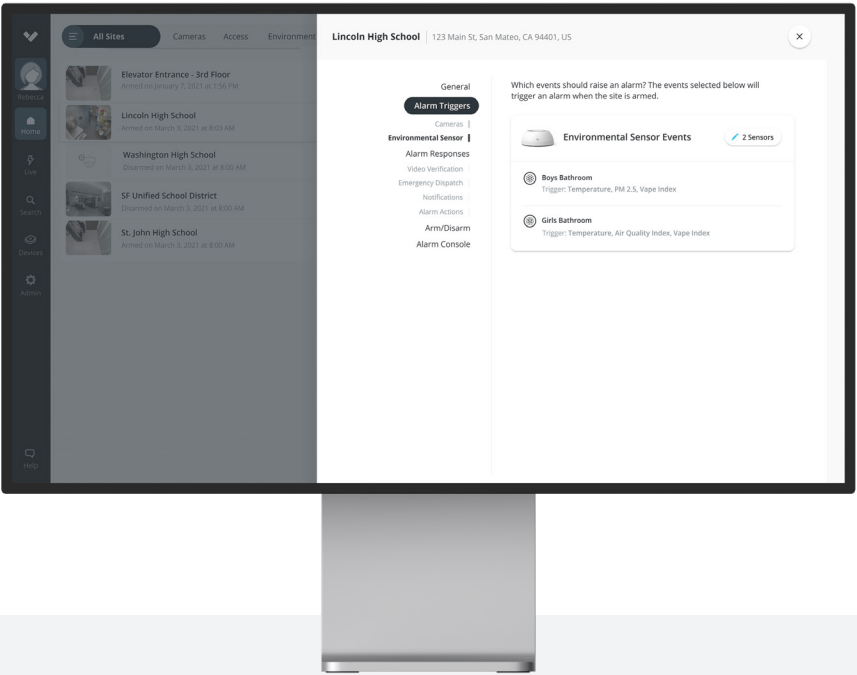 Rebecca
Home
Live
Search
Devices
Admin
Help
All Sites
Cameras
Access
Environment
Elevator Entrance - 3rd Floor
Armed on January 7, 2021 at 1:56 PM
Lincoln High School
Armed on March 3, 2021 at 8:03 AM
Washington High School
Disarmed on March 3, 2021 at 8:00 AM
SF Unified School District
Disarmed on March 3, 2021 at 8:00 AM
St. John High School
Armed on March 3, 2021 at 8:00 AM
Lincoln High School 123 Main St, San Mateo, CA 94401, US
General
Alarm Triggers
Cameras
Environmental Sensor
Alarm Responses
Video Verification
Emergency Dispatch
Notifications
Alarm Actions
Arm/Disarm
Alarm Console
Which events should raise an alarm? The events selected below will
trigger an alarm when the site is armed.
Environmental Sensor Events
2 Sensors
Boys Bathroom
Trigger: Temperature, PM 2.5, Vape Index
Girls Bathroom
Trigger: Temperature, Air Quality Index, Vape Index